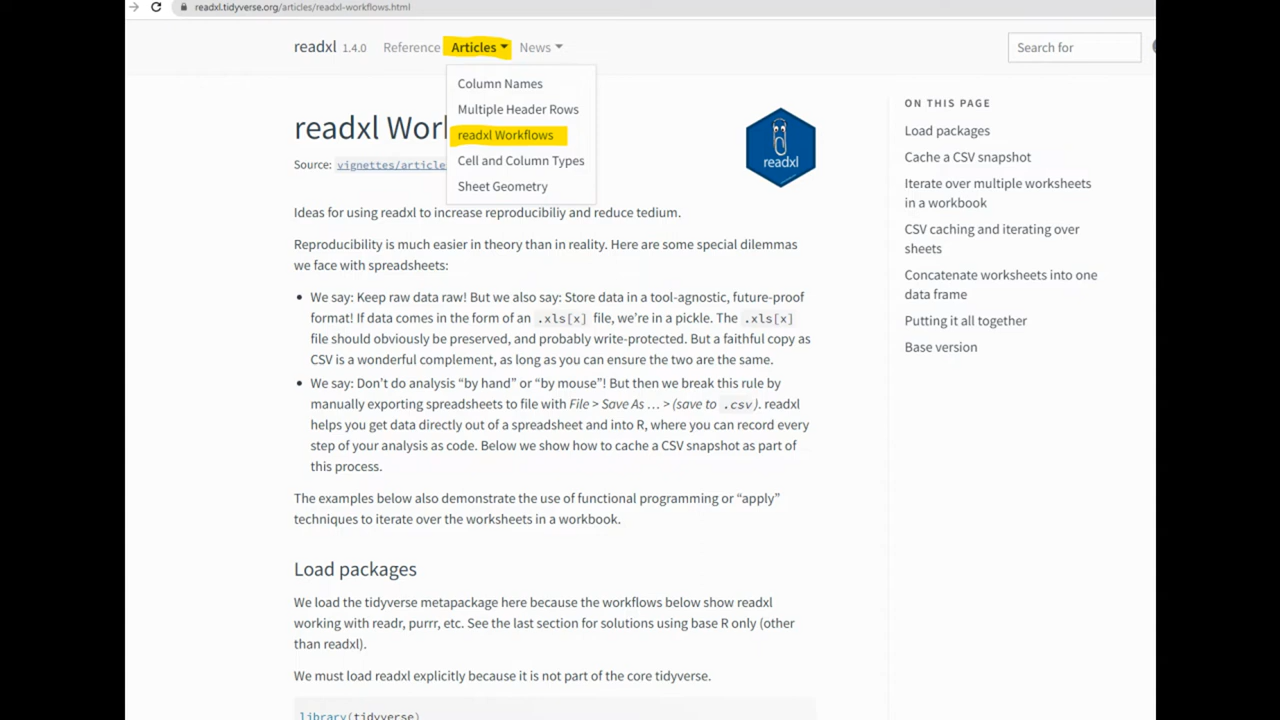 readxl.tidyverse.org/articles/readxl-workflows.html
readxl 1.4.0 Reference Articles News Search for
Column Names
Multiple Header Rows
readxl Workflows
Cell and Column Types
Sheet Geometry
readxl Wor
Source: vignettes/article
readxl
Ideas for using readxl to increase reproducibiliy and reduce tedium.
Reproducibility is much easier in theory than in reality. Here are some special dilemmas
we face with spreadsheets:
• We say: Keep raw data raw! But we also say: Store data in a tool-agnostic, future-proof
format! If data comes in the form of an .xls[x] file, we’re in a pickle. The .xls[x]
file should obviously be preserved, and probably write-protected. But a faithful copy as
CSV is a wonderful complement, as long as you can ensure the two are the same.
• We say: Don’t do analysis “by hand” or “by mouse”! But then we break this rule by
manually exporting spreadsheets to file with File > Save As … > (save to .csv). readxl
helps you get data directly out of a spreadsheet and into R, where you can record every
step of your analysis as code. Below we show how to cache a CSV snapshot as part of
this process.
The examples below also demonstrate the use of functional programming or “apply”
techniques to iterate over the worksheets in a workbook.
Load packages
We load the tidyverse metapackage here because the workflows below show readxl
working with readr, purrr, etc. See the last section for solutions using base R only (other
than readxl).
We must load readxl explicitly because it is not part of the core tidyverse.
library(tidyverse)
ON THIS PAGE
Load packages
Cache a CSV snapshot
Iterate over multiple worksheets
in a workbook
CSV caching and iterating over
sheets
Concatenate worksheets into one
data frame
Putting it all together
Base version